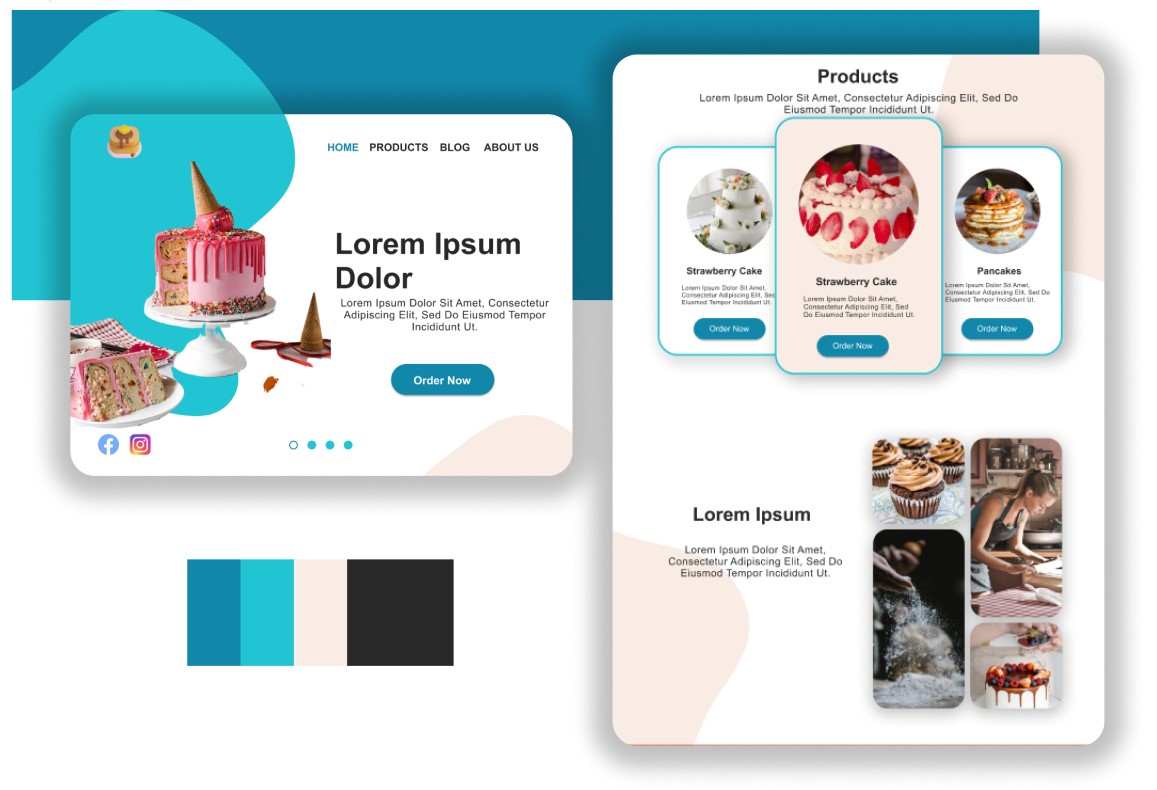 HOME PRODUCTS BLOG ABOUT US
Lorem Ipsum
Dolor
Lorem Ipsum Dolor Sit Amet, Consectetur
Adipiscing Elit, Sed Do Eiusmod Tempor
Incididunt Ut.
Order Now
Products
Lorem Ipsum Dolor Sit Amet, Consectetur Adipiscing Elit, Sed Do
Eiusmod Tempor Incididunt Ut.
Strawberry Cake
Lorem Ipsum Dolor Sit Amet,
Consectetur Adipiscing Elit, Sed
Eiusmod Tempor Incididunt Ut.
Order Now
Strawberry Cake
Lorem Ipsum Dolor Sit Amet,
Consectetur Adipiscing Elit, Sed
Do Eiusmod Tempor Incididunt Ut.
Order Now
Pancakes
Lorem Ipsum Dolor Sit Amet,
Consectetur Adipiscing Elit, Sed Do
Eiusmod Tempor Incididunt Ut.
Order Now
Lorem Ipsum
Lorem Ipsum Dolor Sit Amet,
Consectetur Adipiscing Elit, Sed Do
Eiusmod Tempor Incididunt Ut.